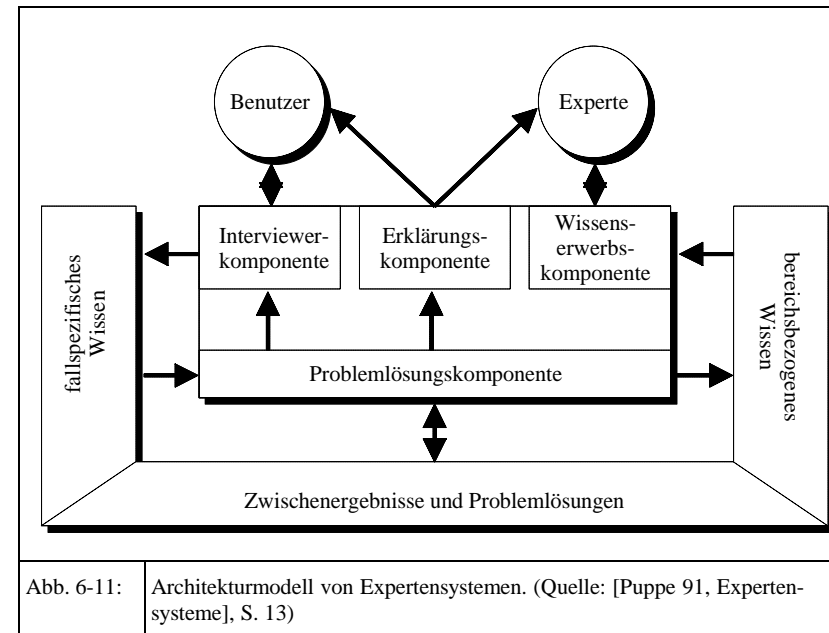 Benutzer
Experte
Interviewer-
komponente
Erklärungs-
komponente
Wissens-
erwerbs-
komponente
fallspezifisches
Wissen
bereichsbezogenes
Wissen
Problemlösungskomponente
Zwischenergebnisse und Problemlösungen
Abb. 6-11: Architekturmodell von Expertensystemen. (Quelle: [Puppe 91, Experten-
systeme], S. 13)